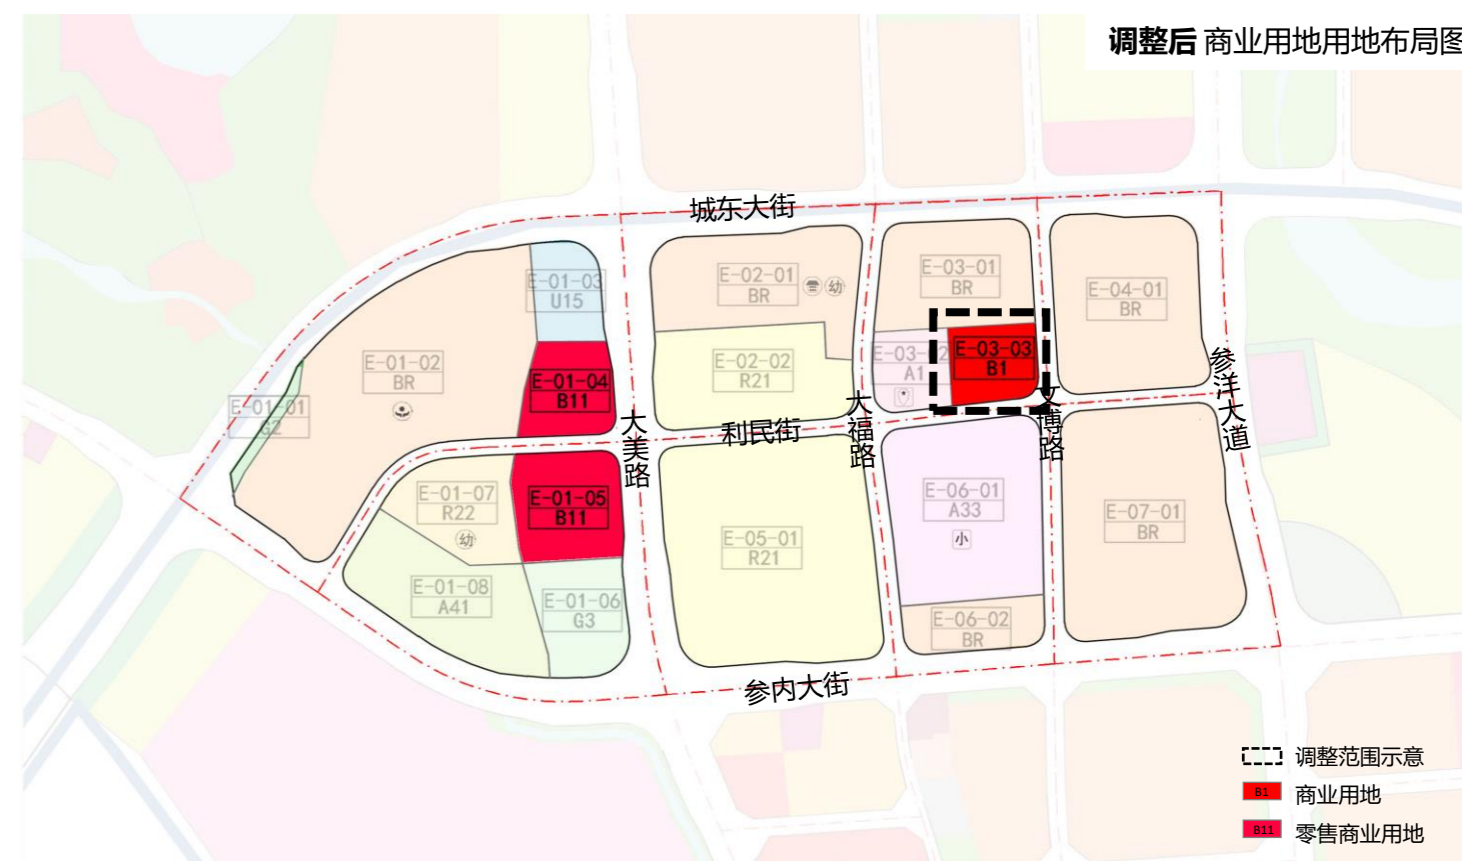 调整后 商业用地用地布局图
城东大街
E-01-03
U15
E-02-01
BR
幼
E-03-01
BR
E-04-01
BR
E-01-02
BR
E-01-04
B11
E-02-02
R21
E-03-02
A1
E-03-03
B1
参洋大道
E-01-01
G2
大美路
利民街
大福路
文博路
E-01-07
R22
幼
E-01-05
B11
E-05-01
R21
E-06-01
A33
小
E-07-01
BR
E-01-08
A41
E-01-06
G3
E-06-02
BR
参内大街
调整范围示意
B1 商业用地
B11 零售商业用地